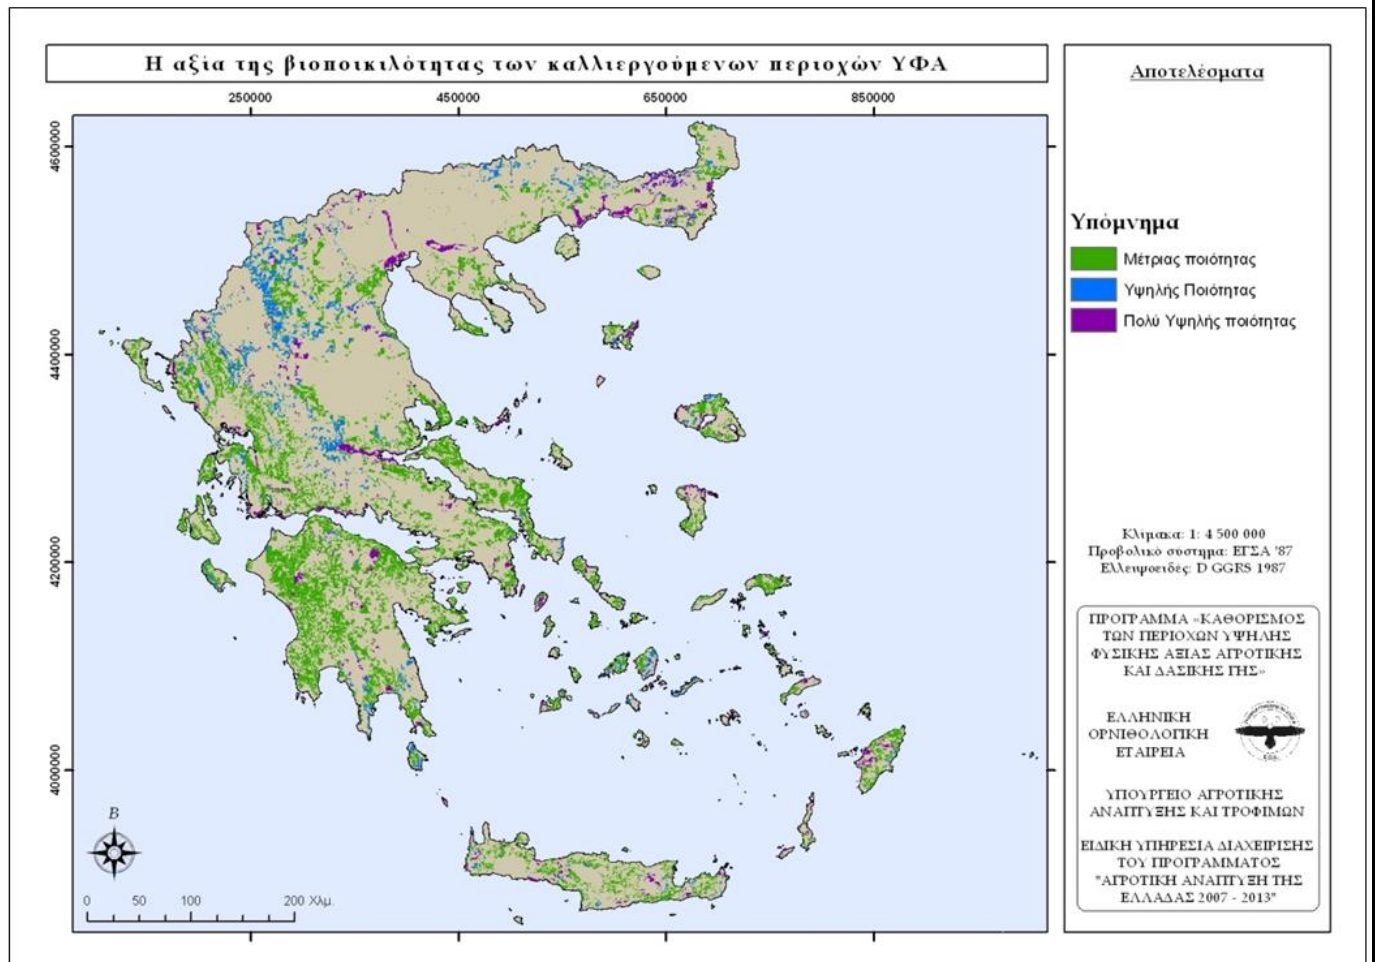 Η αξία της βιοποικιλότητας των καλλιεργούμενων περιοχών ΥΦΑ
250000
450000
650000
850000
4600000
4400000
4200000
4000000
Β
0
50
100
200 Χλμ.
Αποτελέσματα
Υπόμνημα
Μέτριας ποιότητας
Υψηλής Ποιότητας
Πολύ Υψηλής ποιότητας
Κλίμακα: 1: 4 500 000
Προβολικό σύστημα: ΕΓΣΑ '87
Ελλειψοειδές: D GGRS 1987
ΠΡΟΓΡΑΜΜΑ «ΚΑΘΟΡΙΣΜΟΣ
ΤΩΝ ΠΕΡΙΟΧΩΝ ΥΨΗΛΗΣ
ΦΥΣΙΚΗΣ ΑΞΙΑΣ ΑΓΡΟΤΙΚΗΣ
ΚΑΙ ΔΑΣΙΚΗΣ ΓΗΣ»
ΕΛΛΗΝΙΚΗ
ΟΡΝΙΘΟΛΟΓΙΚΗ
ΕΤΑΙΡΕΙΑ
ΥΠΟΥΡΓΕΙΟ ΑΓΡΟΤΙΚΗΣ
ΑΝΑΠΤΥΞΗΣ ΚΑΙ ΤΡΟΦΙΜΩΝ
ΕΙΔΙΚΗ ΥΠΗΡΕΣΙΑ ΔΙΑΧΕΙΡΙΣΗΣ
ΤΟΥ ΠΡΟΓΡΑΜΜΑΤΟΣ
"ΑΓΡΟΤΙΚΗ ΑΝΑΠΤΥΞΗ ΤΗΣ
ΕΛΛΑΔΑΣ 2007 - 2013"